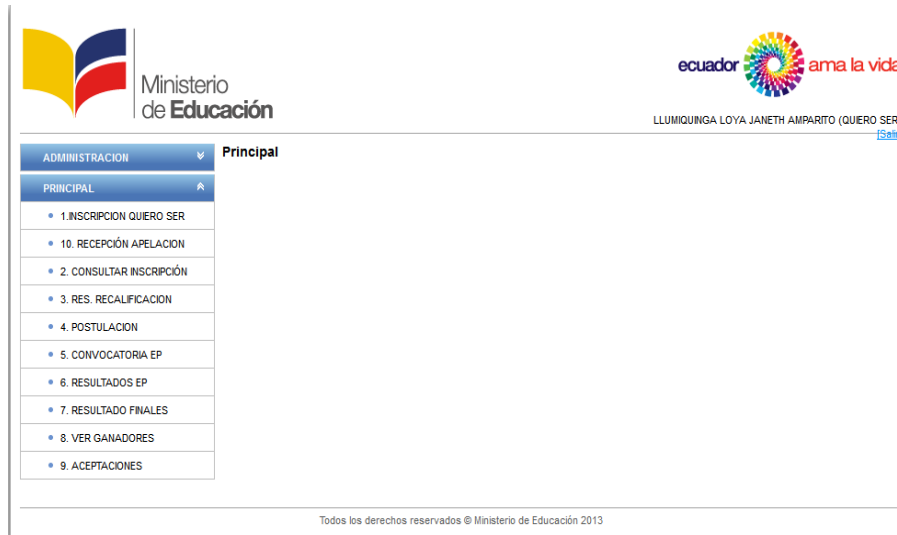 Ministerio
de Educación
ecuador ama la vida
LLUMIQUINGA LOYA JANETH AMPARITO (QUIERO SER
[Sali
ADMINISTRACION
Principal
PRINCIPAL
1.INSCRIPCION QUIERO SER
10. RECEPCIÓN APELACION
2. CONSULTAR INSCRIPCIÓN
3. RES. RECALIFICACION
4. POSTULACION
5. CONVOCATORIA EP
6. RESULTADOS EP
7. RESULTADO FINALES
8. VER GANADORES
9. ACEPTACIONES
Todos los derechos reservados © Ministerio de Educación 2013